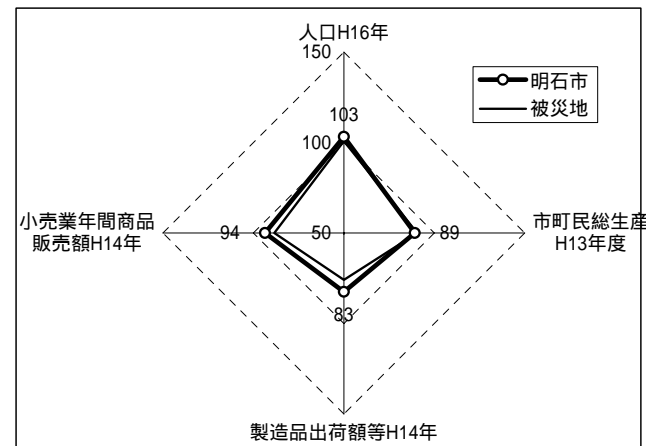 人口H16年
150
明石市
被災地
103
100
小売業年間商品
販売額H14年
94
50
89
市町民総生産
H13年度
83
製造品出荷額等H14年